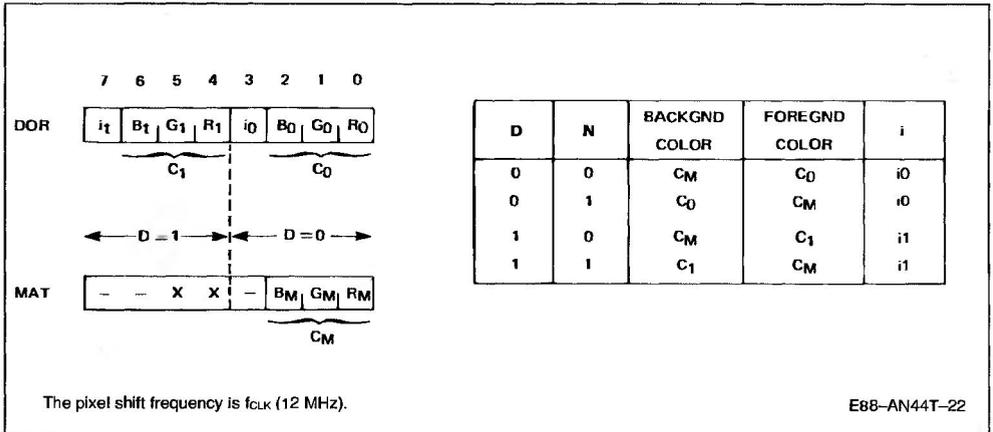 7 6 5 4 3 2 1 0
DOR i1 B1 G1 R1 i0 B0 G0 R0
C1 C0
D=1 D=0
MAT – – X X – BM GM RM
CM
D N BACKGND COLOR FOREGND COLOR i
0 0 CM C0 i0
0 1 C0 CM i0
1 0 CM C1 i1
1 1 C1 CM i1
The pixel shift frequency is fCLK (12 MHz).
E88–AN44T–22